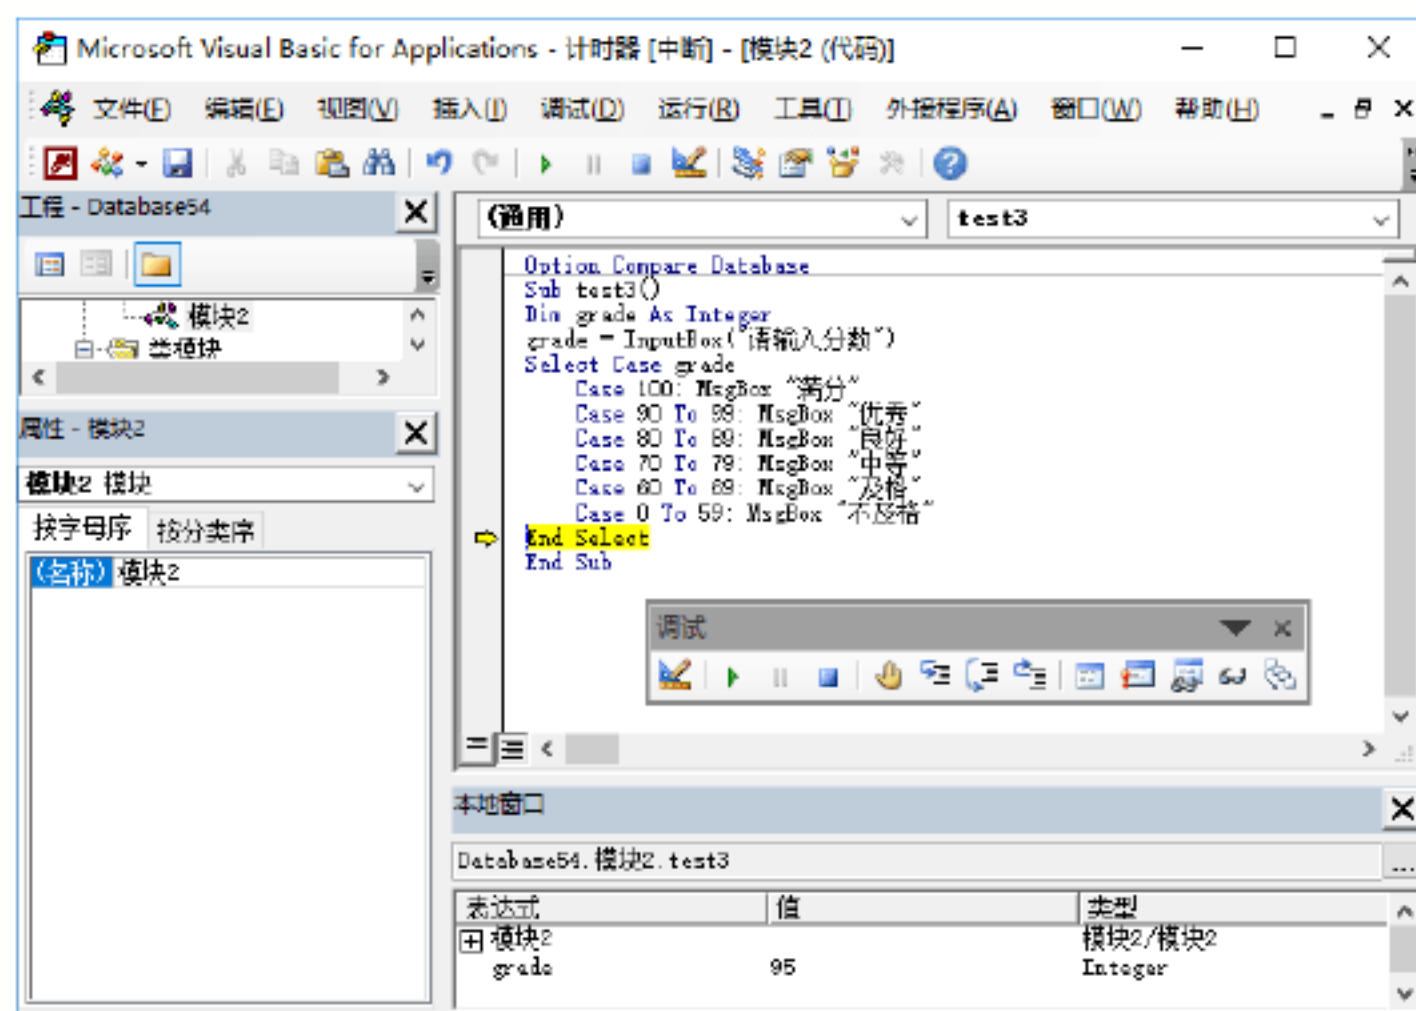 Microsoft Visual Basic for Applications - 计时器 [中断] - [模块2 (代码)]
文件(F) 编辑(E) 视图(V) 插入(I) 调试(D) 运行(R) 工具(T) 外接程序(A) 窗口(W) 帮助(H)
工程 - Database54
模块2
类模块
属性 - 模块2
模块2 模块
按字母序 按分类序
(名称) 模块2
(通用) test3
Option Compare Database
Sub test3()
Dim grade As Integer
grade = InputBox("请输入分数")
Select Case grade
Case 100: MsgBox "满分"
Case 90 To 99: MsgBox "优秀"
Case 80 To 89: MsgBox "良好"
Case 70 To 79: MsgBox "中等"
Case 60 To 69: MsgBox "及格"
Case 0 To 59: MsgBox "不及格"
End Select
End Sub
调试
本地窗口
Database54.模块2.test3
表达式 值 类型
模块2 模块2/模块2
grade 95 Integer